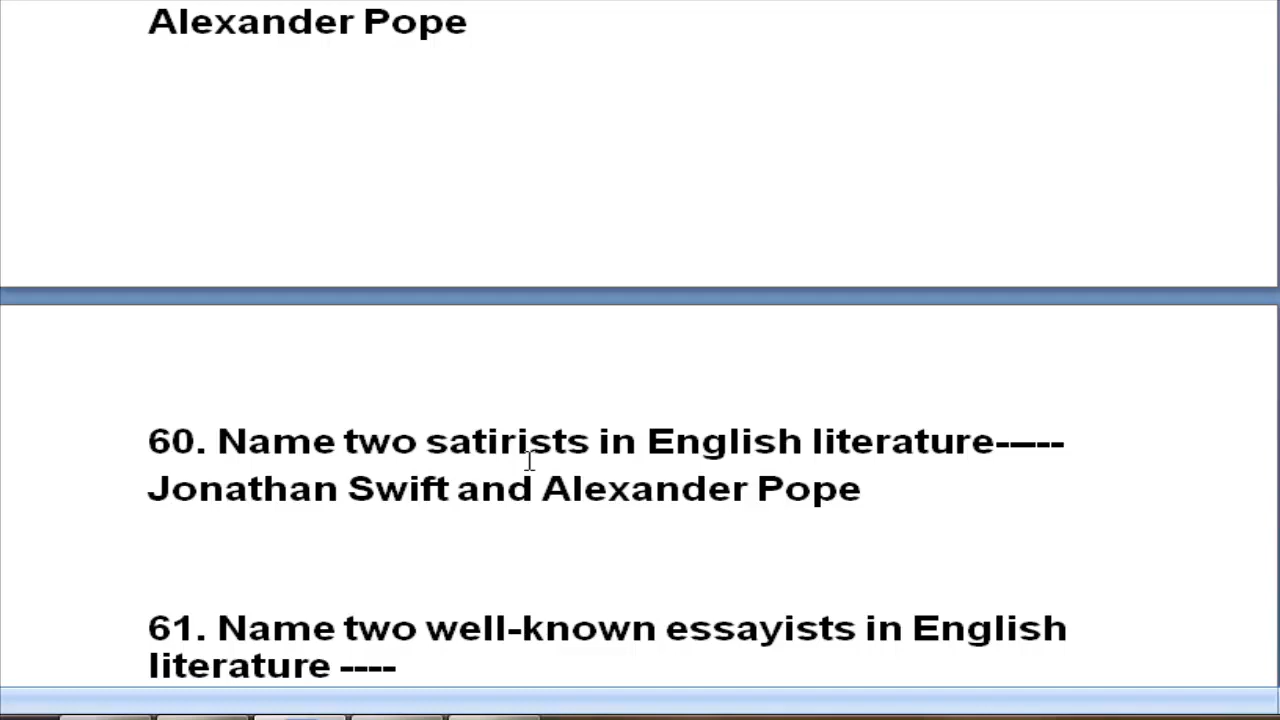 Alexander Pope
60. Name two satirists in English literature-----
Jonathan Swift and Alexander Pope
61. Name two well-known essayists in English
literature ----